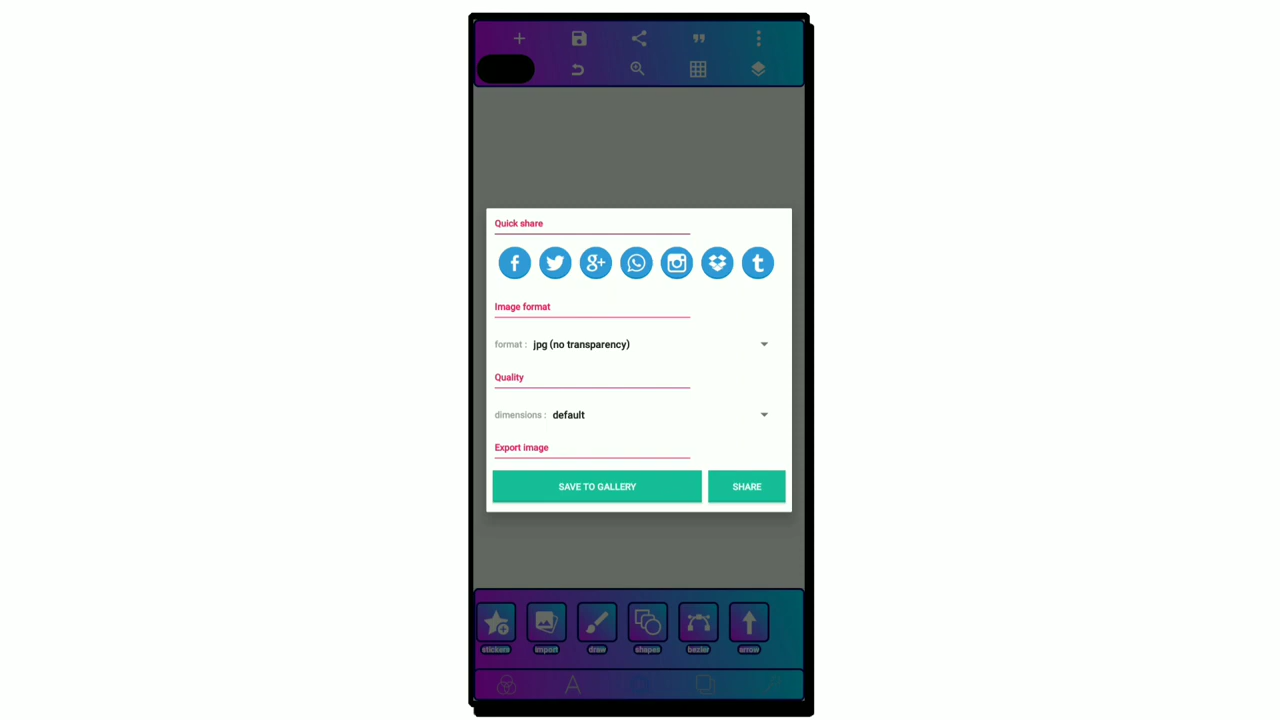 Quick share
Image format
format : jpg (no transparency)
Quality
dimensions : default
Export image
SAVE TO GALLERY SHARE
stickers import draw shapes bezier arrow